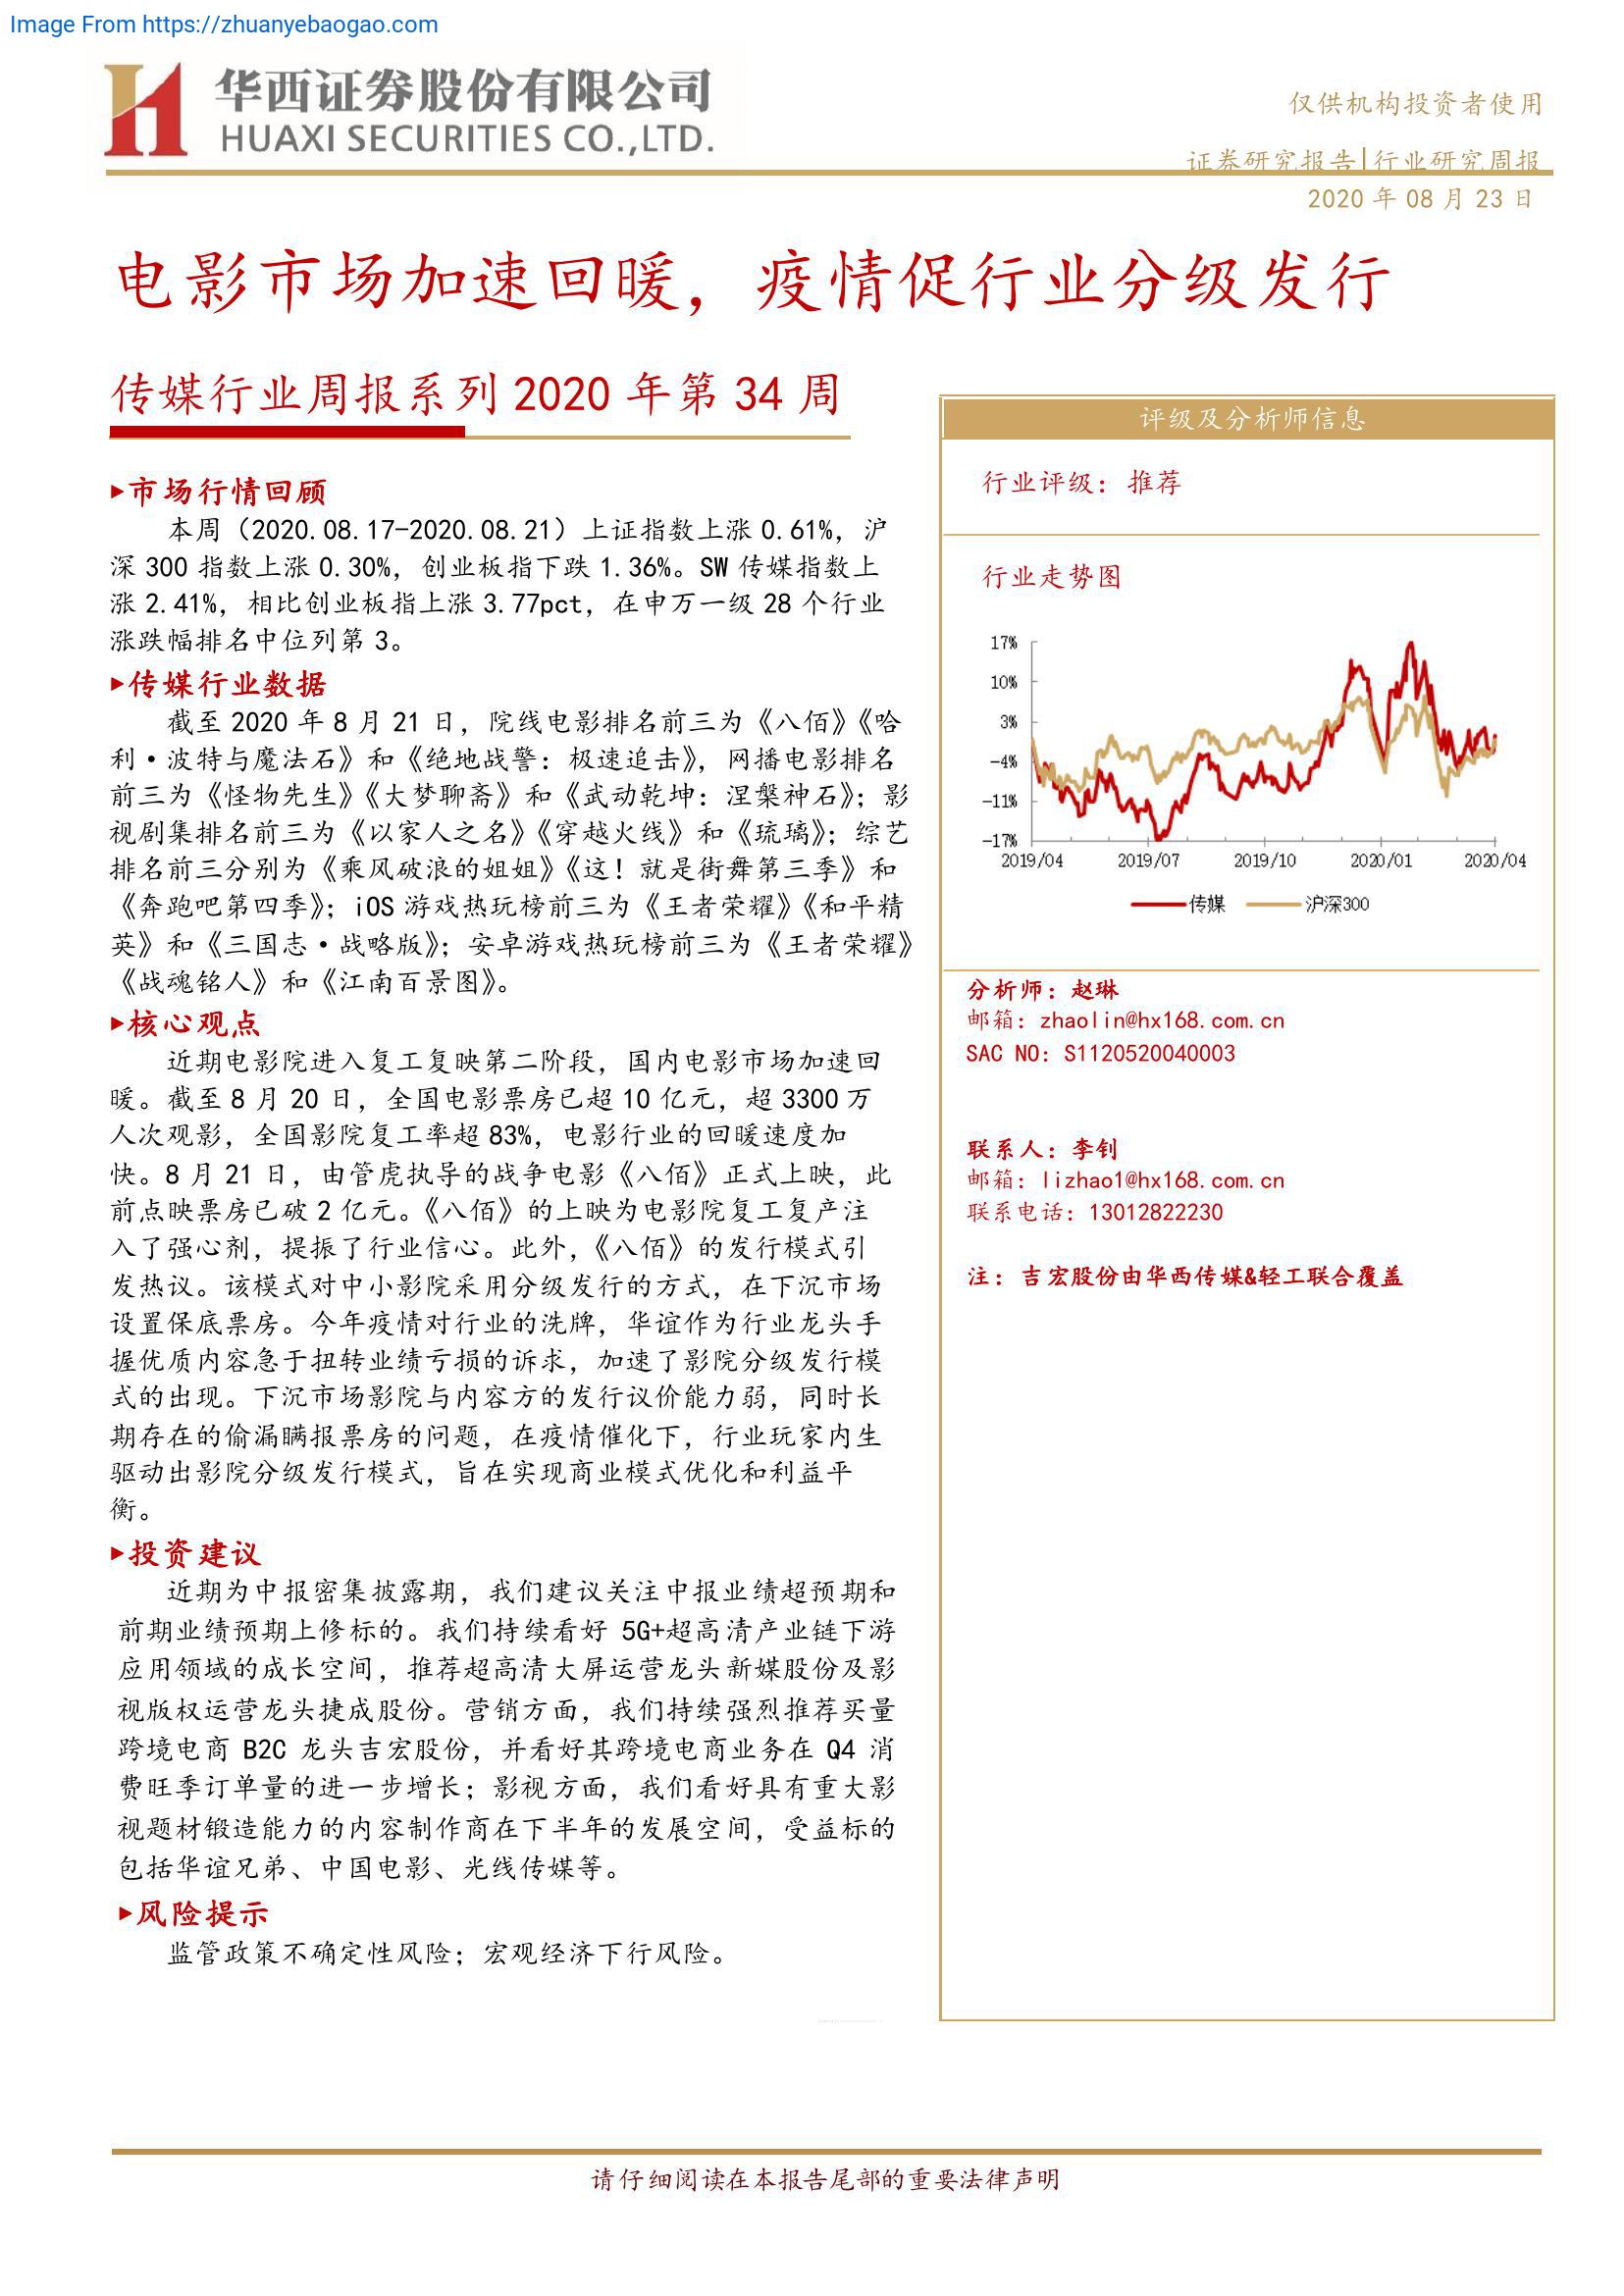 Image From https://zhuanyebaogao.com
华西证券股份有限公司
HUAXI SECURITIES CO.,LTD.
仅供机构投资者使用
证券研究报告|行业研究周报
2020 年 08 月 23 日
电影市场加速回暖，疫情促行业分级发行
传媒行业周报系列 2020 年第 34 周
▸市场行情回顾
本周（2020.08.17-2020.08.21）上证指数上涨 0.61%，沪
深 300 指数上涨 0.30%，创业板指下跌 1.36%。SW 传媒指数上
涨 2.41%，相比创业板指上涨 3.77pct，在申万一级 28 个行业
涨跌幅排名中位列第 3。
▸传媒行业数据
截至 2020 年 8 月 21 日，院线电影排名前三为《八佰》《哈
利·波特与魔法石》和《绝地战警：极速追击》，网播电影排名
前三为《怪物先生》《大梦聊斋》和《武动乾坤：涅槃神石》；影
视剧集排名前三为《以家人之名》《穿越火线》和《琉璃》；综艺
排名前三分别为《乘风破浪的姐姐》《这！就是街舞第三季》和
《奔跑吧第四季》；iOS 游戏热玩榜前三为《王者荣耀》《和平精
英》和《三国志·战略版》；安卓游戏热玩榜前三为《王者荣耀》
《战魂铭人》和《江南百景图》。
▸核心观点
近期电影院进入复工复映第二阶段，国内电影市场加速回
暖。截至 8 月 20 日，全国电影票房已超 10 亿元，超 3300 万
人次观影，全国影院复工率超 83%，电影行业的回暖速度加
快。8 月 21 日，由管虎执导的战争电影《八佰》正式上映，此
前点映票房已破 2 亿元。《八佰》的上映为电影院复工复产注
入了强心剂，提振了行业信心。此外，《八佰》的发行模式引
发热议。该模式对中小影院采用分级发行的方式，在下沉市场
设置保底票房。今年疫情对行业的洗牌，华谊作为行业龙头手
握优质内容急于扭转业绩亏损的诉求，加速了影院分级发行模
式的出现。下沉市场影院与内容方的发行议价能力弱，同时长
期存在的偷漏瞒报票房的问题，在疫情催化下，行业玩家内生
驱动出影院分级发行模式，旨在实现商业模式优化和利益平
衡。
▸投资建议
近期为中报密集披露期，我们建议关注中报业绩超预期和
前期业绩预期上修标的。我们持续看好 5G+超高清产业链下游
应用领域的成长空间，推荐超高清大屏运营龙头新媒股份及影
视版权运营龙头捷成股份。营销方面，我们持续强烈推荐买量
跨境电商 B2C 龙头吉宏股份，并看好其跨境电商业务在 Q4 消
费旺季订单量的进一步增长；影视方面，我们看好具有重大影
视题材锻造能力的内容制作商在下半年的发展空间，受益标的
包括华谊兄弟、中国电影、光线传媒等。
▸风险提示
监管政策不确定性风险；宏观经济下行风险。
评级及分析师信息
行业评级：推荐
行业走势图
17%
10%
3%
-4%
-11%
-17%
2019/04 2019/07 2019/10 2020/01 2020/04
传媒 沪深300
分析师：赵琳
邮箱：zhaolin@hx168.com.cn
SAC NO：S1120520040003
联系人：李钊
邮箱：lizhao1@hx168.com.cn
联系电话：13012822230
注：吉宏股份由华西传媒&轻工联合覆盖
请仔细阅读在本报告尾部的重要法律声明